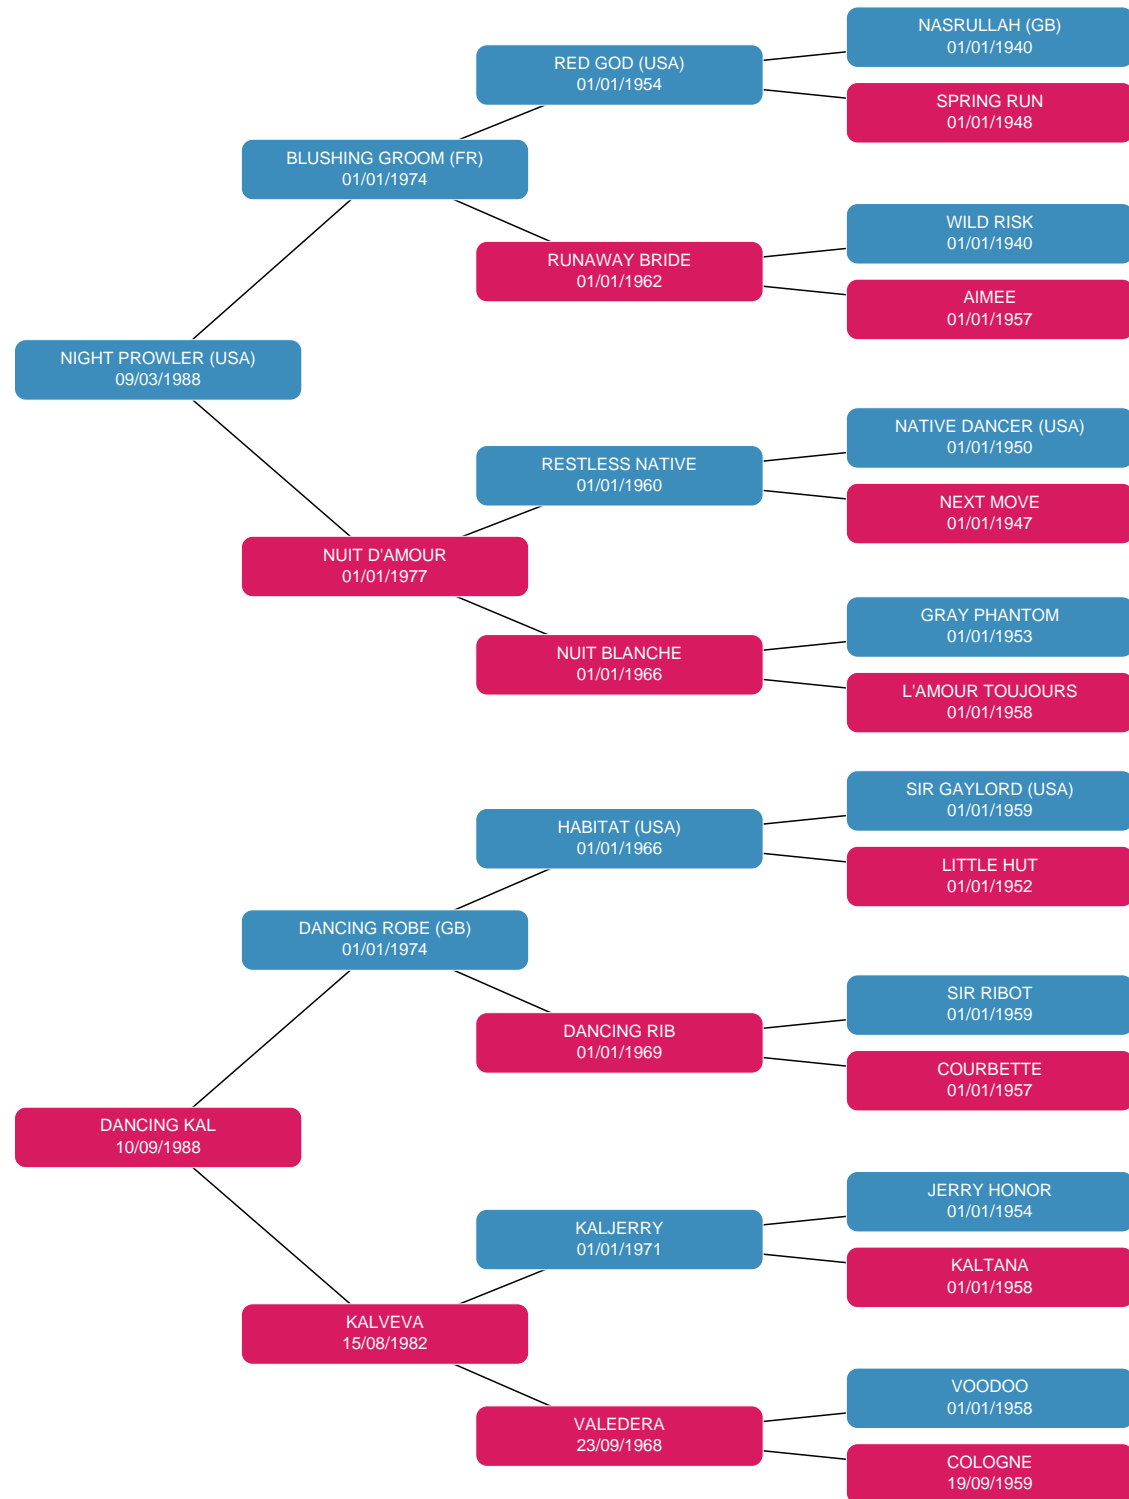 NASRULLAH (GB)
01/01/1940
RED GOD (USA)
01/01/1954
SPRING RUN
01/01/1948
BLUSHING GROOM (FR)
01/01/1974
WILD RISK
01/01/1940
RUNAWAY BRIDE
01/01/1962
AIMEE
01/01/1957
NIGHT PROWLER (USA)
09/03/1988
NATIVE DANCER (USA)
01/01/1950
RESTLESS NATIVE
01/01/1960
NEXT MOVE
01/01/1947
NUIT D'AMOUR
01/01/1977
GRAY PHANTOM
01/01/1953
NUIT BLANCHE
01/01/1966
L'AMOUR TOUJOURS
01/01/1958
SIR GAYLORD (USA)
01/01/1959
HABITAT (USA)
01/01/1966
LITTLE HUT
01/01/1952
DANCING ROBE (GB)
01/01/1974
SIR RIBOT
01/01/1959
DANCING RIB
01/01/1969
COURBETTE
01/01/1957
DANCING KAL
10/09/1988
JERRY HONOR
01/01/1954
KALJERRY
01/01/1971
KALTANA
01/01/1958
KALVEVA
15/08/1982
VOODOO
01/01/1958
VALEDERA
23/09/1968
COLOGNE
19/09/1959